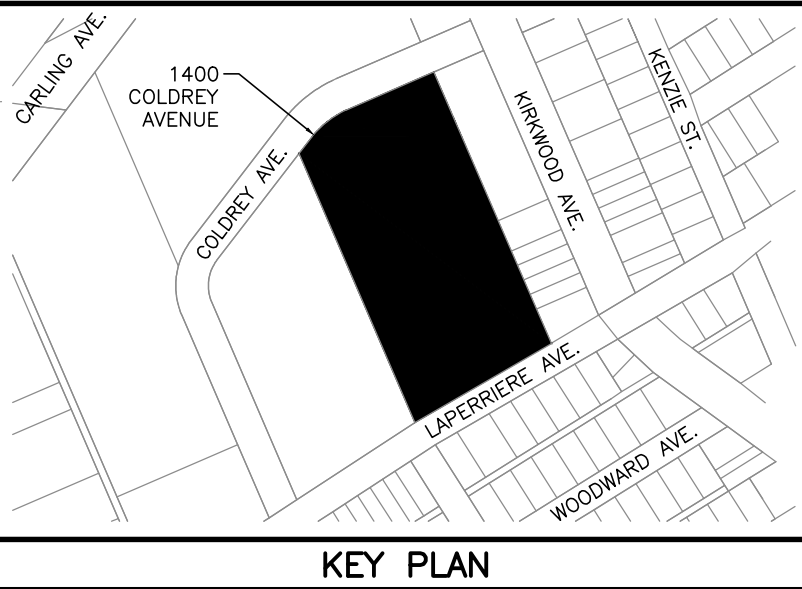 CARLING AVE.
1400
COLDREY
AVENUE
COLDREY AVE.
KIRKWOOD AVE.
KENZIE ST.
LAPERRIERE AVE.
WOODWARD AVE.
KEY PLAN